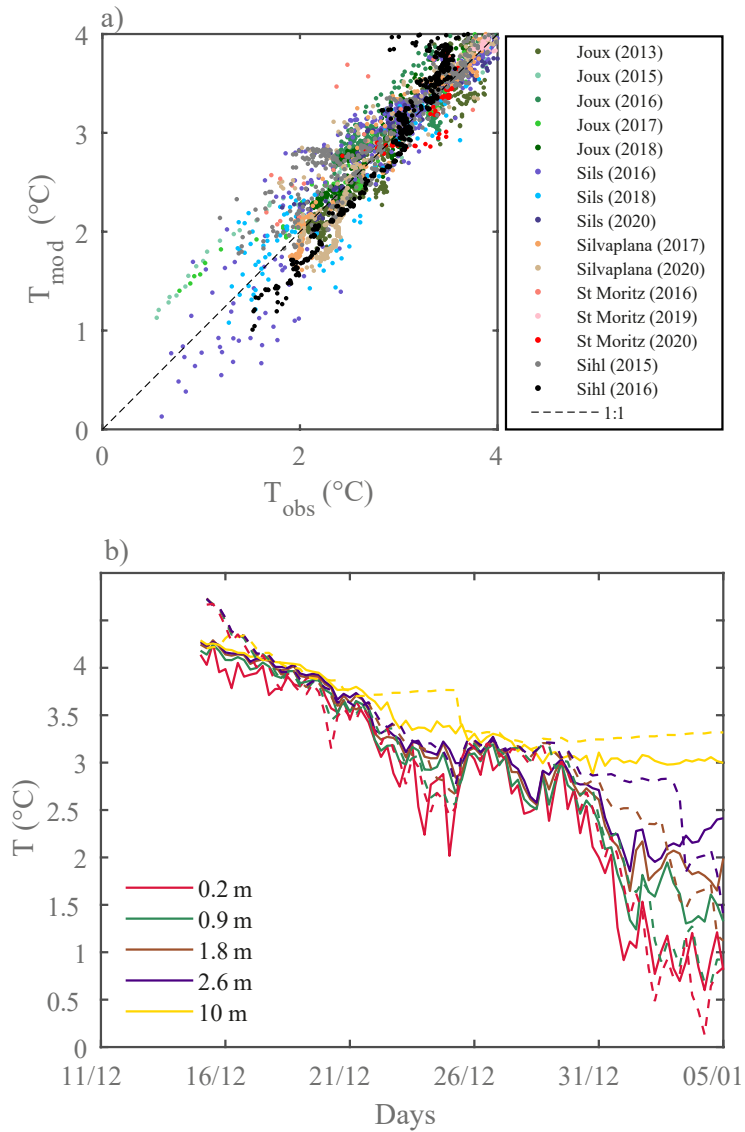 a)
4
3
2
1
0
T_mod (°C)
0
2
4
T_obs (°C)
Joux (2013)
Joux (2015)
Joux (2016)
Joux (2017)
Joux (2018)
Sils (2016)
Sils (2018)
Sils (2020)
Silvaplana (2017)
Silvaplana (2020)
St Moritz (2016)
St Moritz (2019)
St Moritz (2020)
Sihl (2015)
Sihl (2016)
1:1
b)
4
3.5
3
2.5
2
1.5
1
0.5
0
T (°C)
0.2 m
0.9 m
1.8 m
2.6 m
10 m
11/12
16/12
21/12
26/12
31/12
05/01
Days